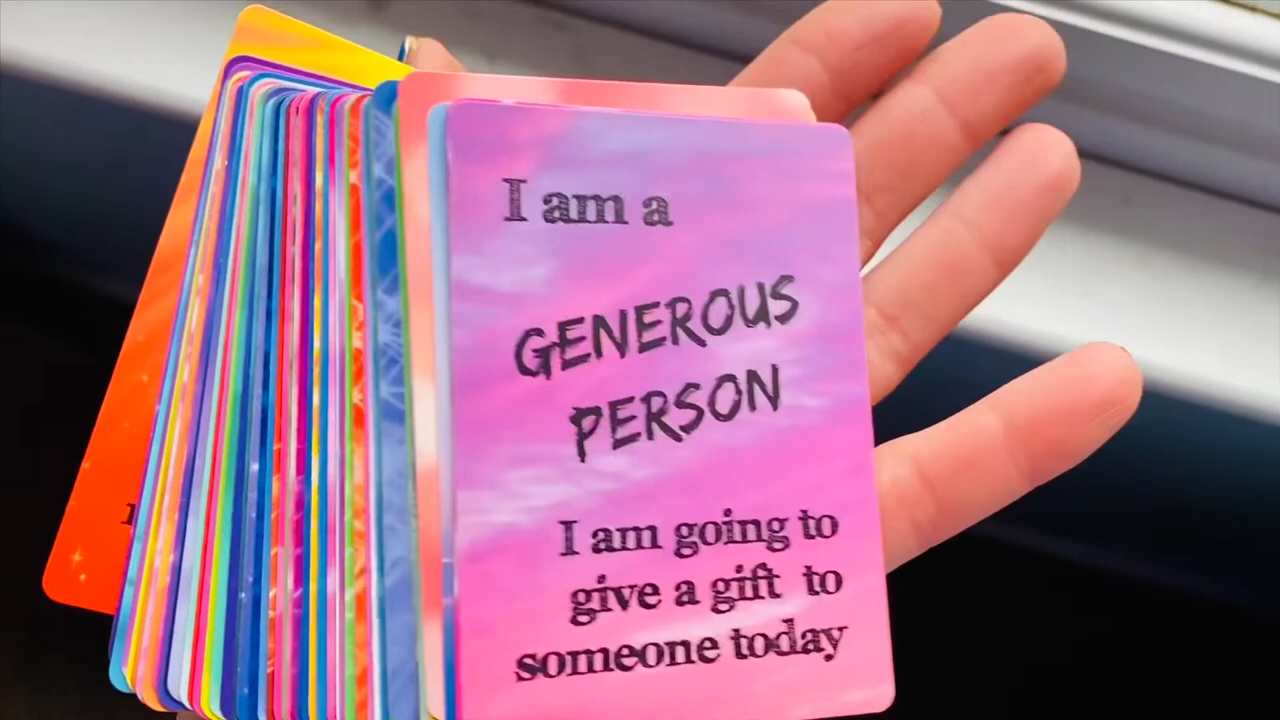 I am a
GENEROUS
PERSON
I am going to
give a gift to
someone today